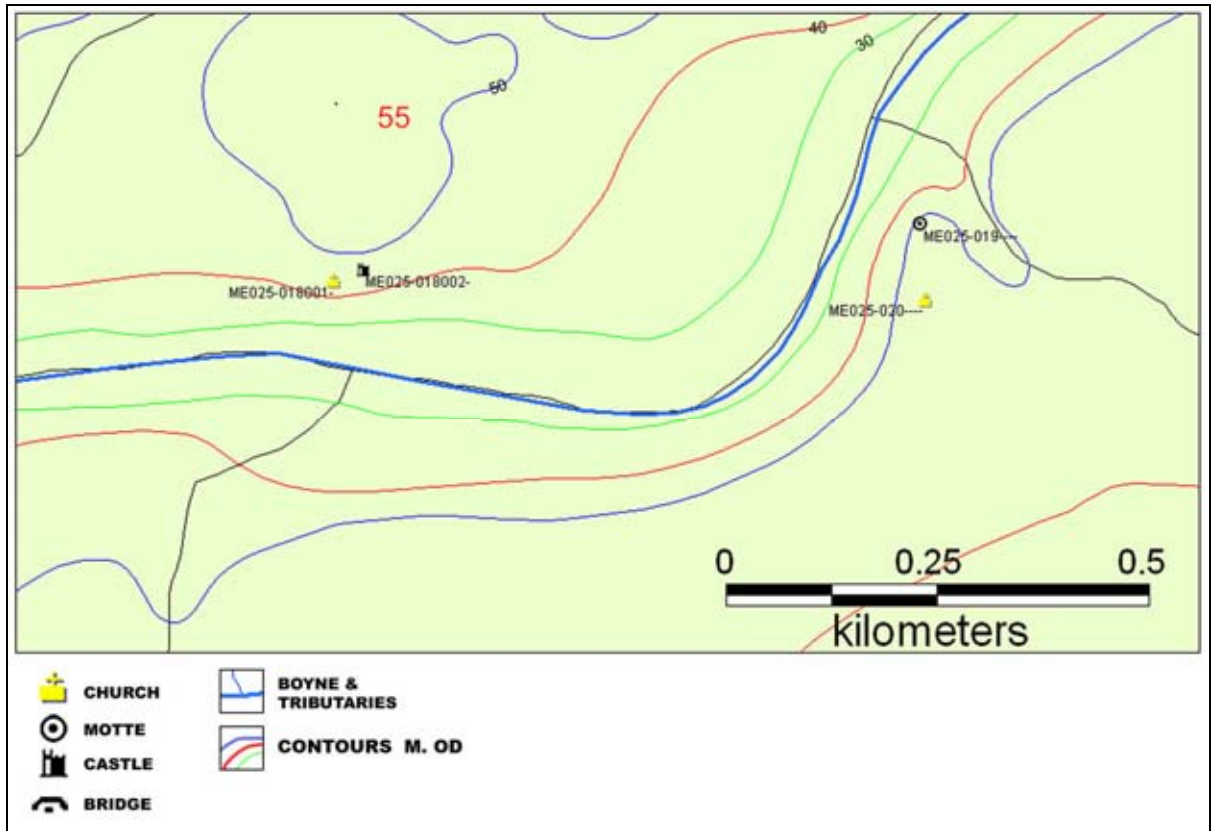 40
30
50
55
ME025-019----
ME025-018001-
ME025-018002-
ME025-020----
0 0.25 0.5
kilometers
CHURCH
MOTTE
CASTLE
BRIDGE
BOYNE &
TRIBUTARIES
CONTOURS M. OD